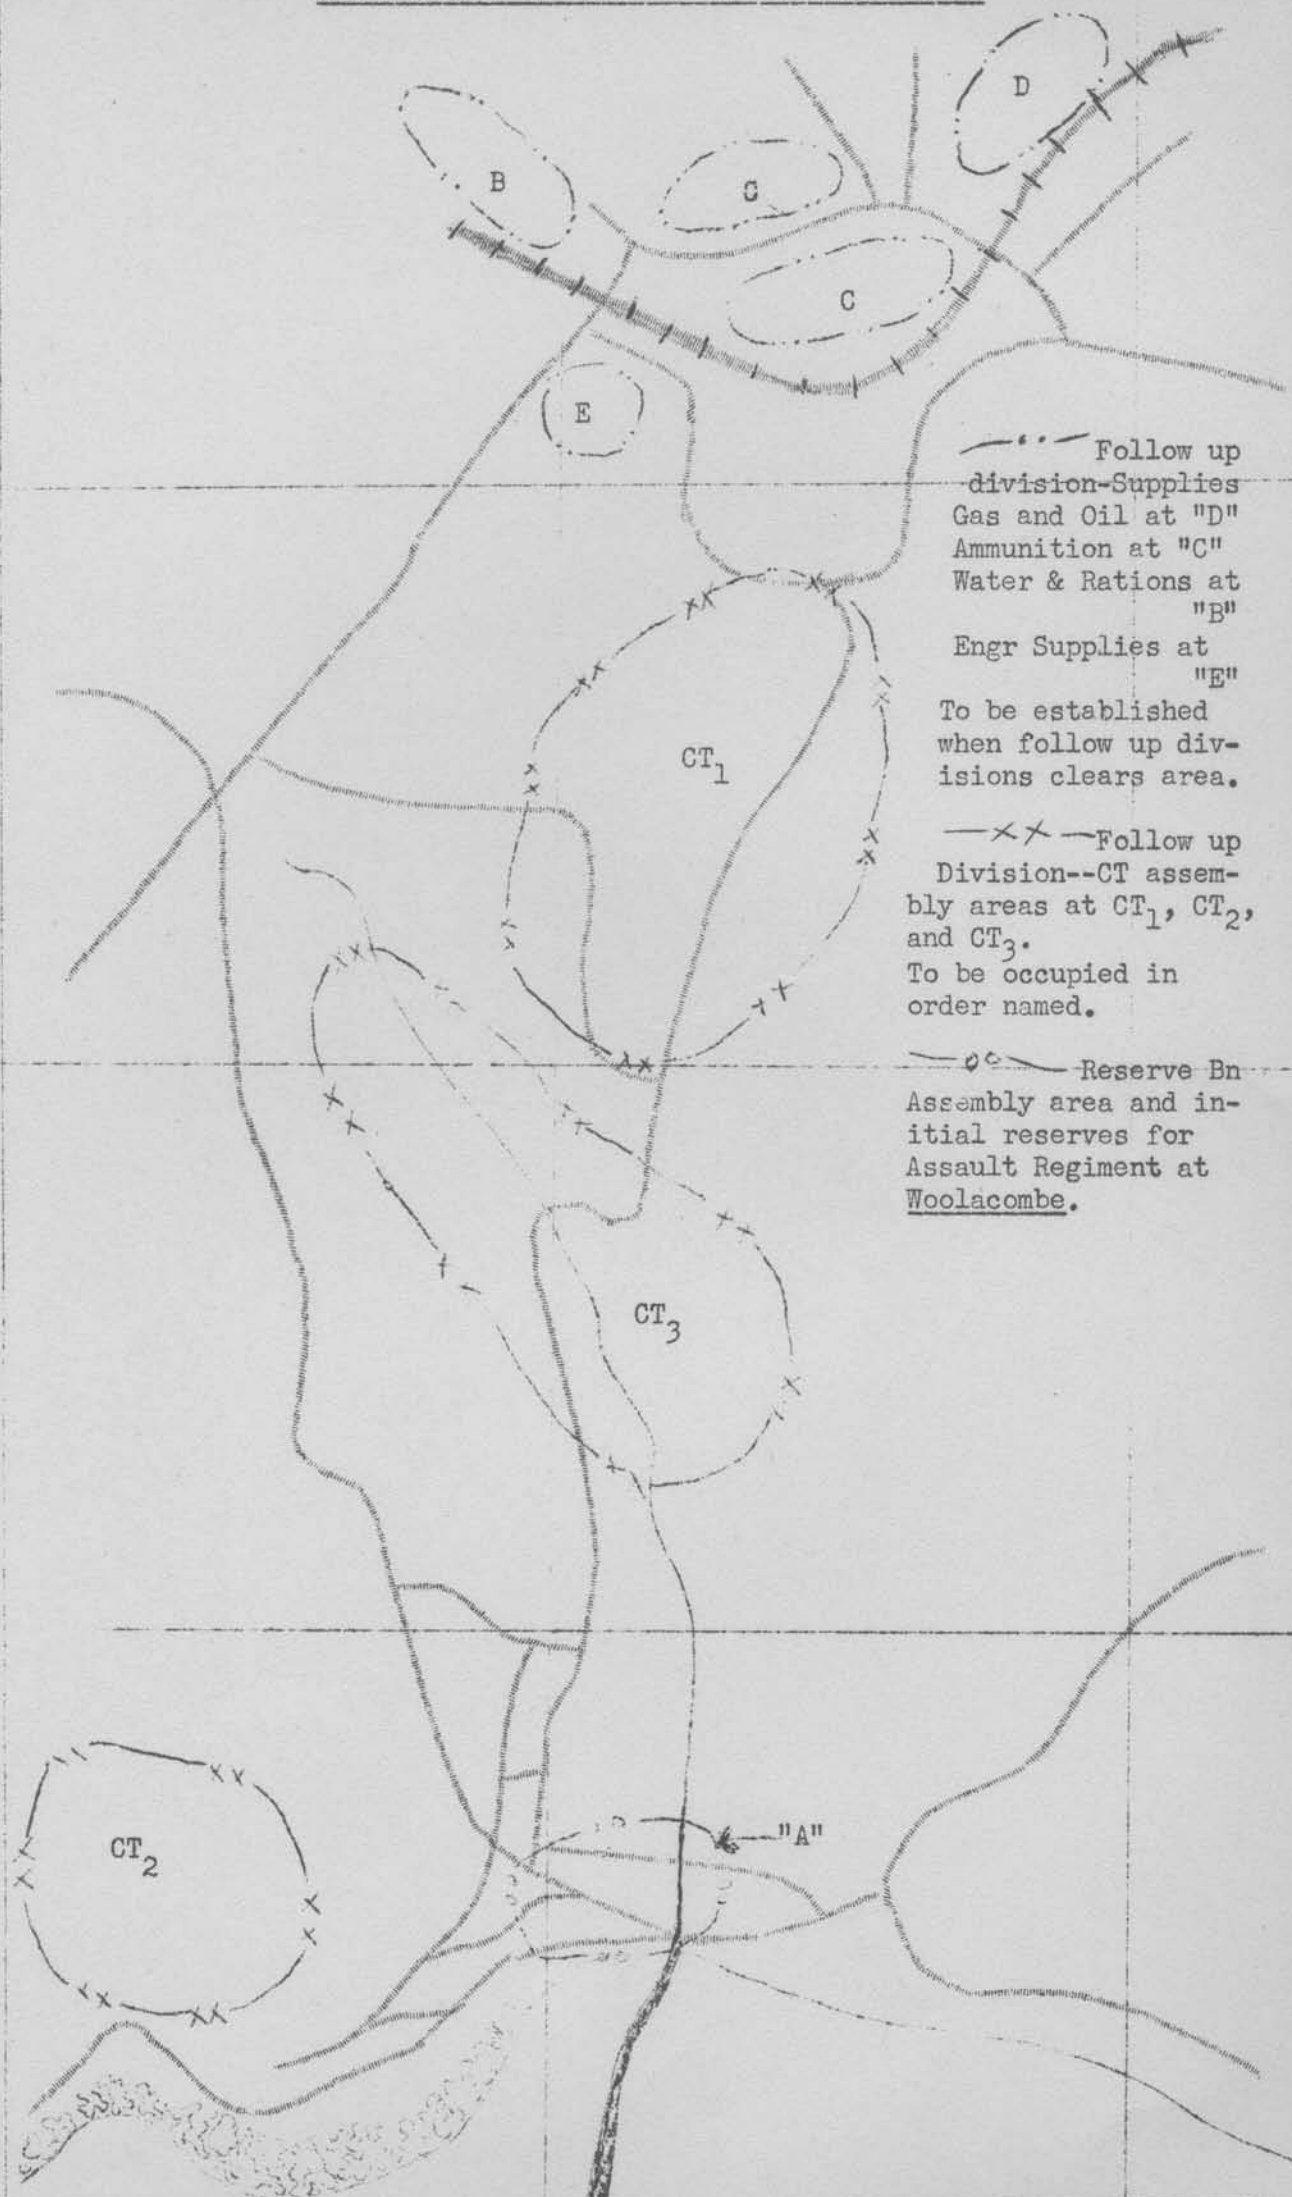 D
B
C
C
E
Follow up
division-Supplies
Gas and Oil at "D"
Ammunition at "C"
Water & Rations at
"B"
Engr Supplies at
"E"
To be established
when follow up div-
isions clears area.
CT1
Follow up
Division--CT assem-
bly areas at CT1, CT2,
and CT3.
To be occupied in
order named.
Reserve Bn
Assembly area and in-
itial reserves for
Assault Regiment at
Woolacombe.
CT3
"A"
CT2